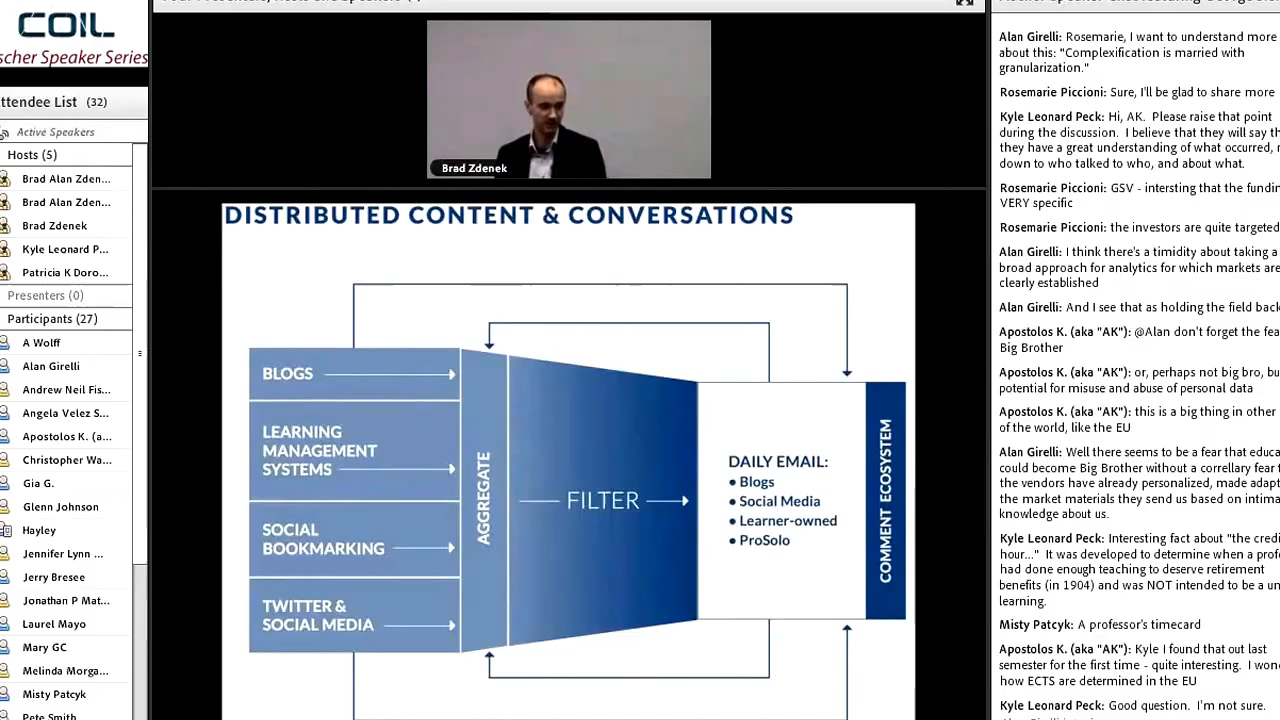 COIL
scher Speaker Series
ttendee List (32)
Active Speakers
Hosts (5)
Brad Alan Zden...
Brad Alan Zden...
Brad Zdenek
Kyle Leonard P...
Patricia K Doro...
Presenters (0)
Participants (27)
A Wolff
Alan Girelli
Andrew Neil Fis...
Angela Velez S...
Apostolos K. (a...
Christopher Wa...
Gia G.
Glenn Johnson
Hayley
Jennifer Lynn ...
Jerry Bresee
Jonathan P Mat...
Laurel Mayo
Mary GC
Melinda Morga...
Misty Patcyk
Pete Smith
Brad Zdenek
DISTRIBUTED CONTENT & CONVERSATIONS
BLOGS
LEARNING
MANAGEMENT
SYSTEMS
SOCIAL
BOOKMARKING
TWITTER &
SOCIAL MEDIA
AGGREGATE
FILTER
DAILY EMAIL:
• Blogs
• Social Media
• Learner-owned
• ProSolo
COMMENT ECOSYSTEM
Alan Girelli: Rosemarie, I want to understand more
about this: "Complexification is married with
granularization."
Rosemarie Piccioni: Sure, I'll be glad to share more
Kyle Leonard Peck: Hi, AK. Please raise that point
during the discussion. I believe that they will say th
they have a great understanding of what occurred,
down to who talked to who, and about what.
Rosemarie Piccioni: GSV - intersting that the fundin
VERY specific
Rosemarie Piccioni: the investors are quite targeted
Alan Girelli: I think there's a timidity about taking a
broad approach for analytics for which markets are
clearly established
Alan Girelli: And I see that as holding the field back
Apostolos K. (aka "AK"): @Alan don't forget the fea
Big Brother
Apostolos K. (aka "AK"): or, perhaps not big bro, bu
potential for misuse and abuse of personal data
Apostolos K. (aka "AK"): this is a big thing in other
of the world, like the EU
Alan Girelli: Well there seems to be a fear that educa
could become Big Brother without a correllary fear t
the vendors have already personalized, made adapt
the market materials they send us based on intima
knowledge about us.
Kyle Leonard Peck: Interesting fact about "the credi
hour..." It was developed to determine when a profe
had done enough teaching to deserve retirement
benefits (in 1904) and was NOT intended to be a un
learning.
Misty Patcyk: A professor's timecard
Apostolos K. (aka "AK"): Kyle I found that out last
semester for the first time - quite interesting. I won
how ECTS are determined in the EU
Kyle Leonard Peck: Good question. I'm not sure.